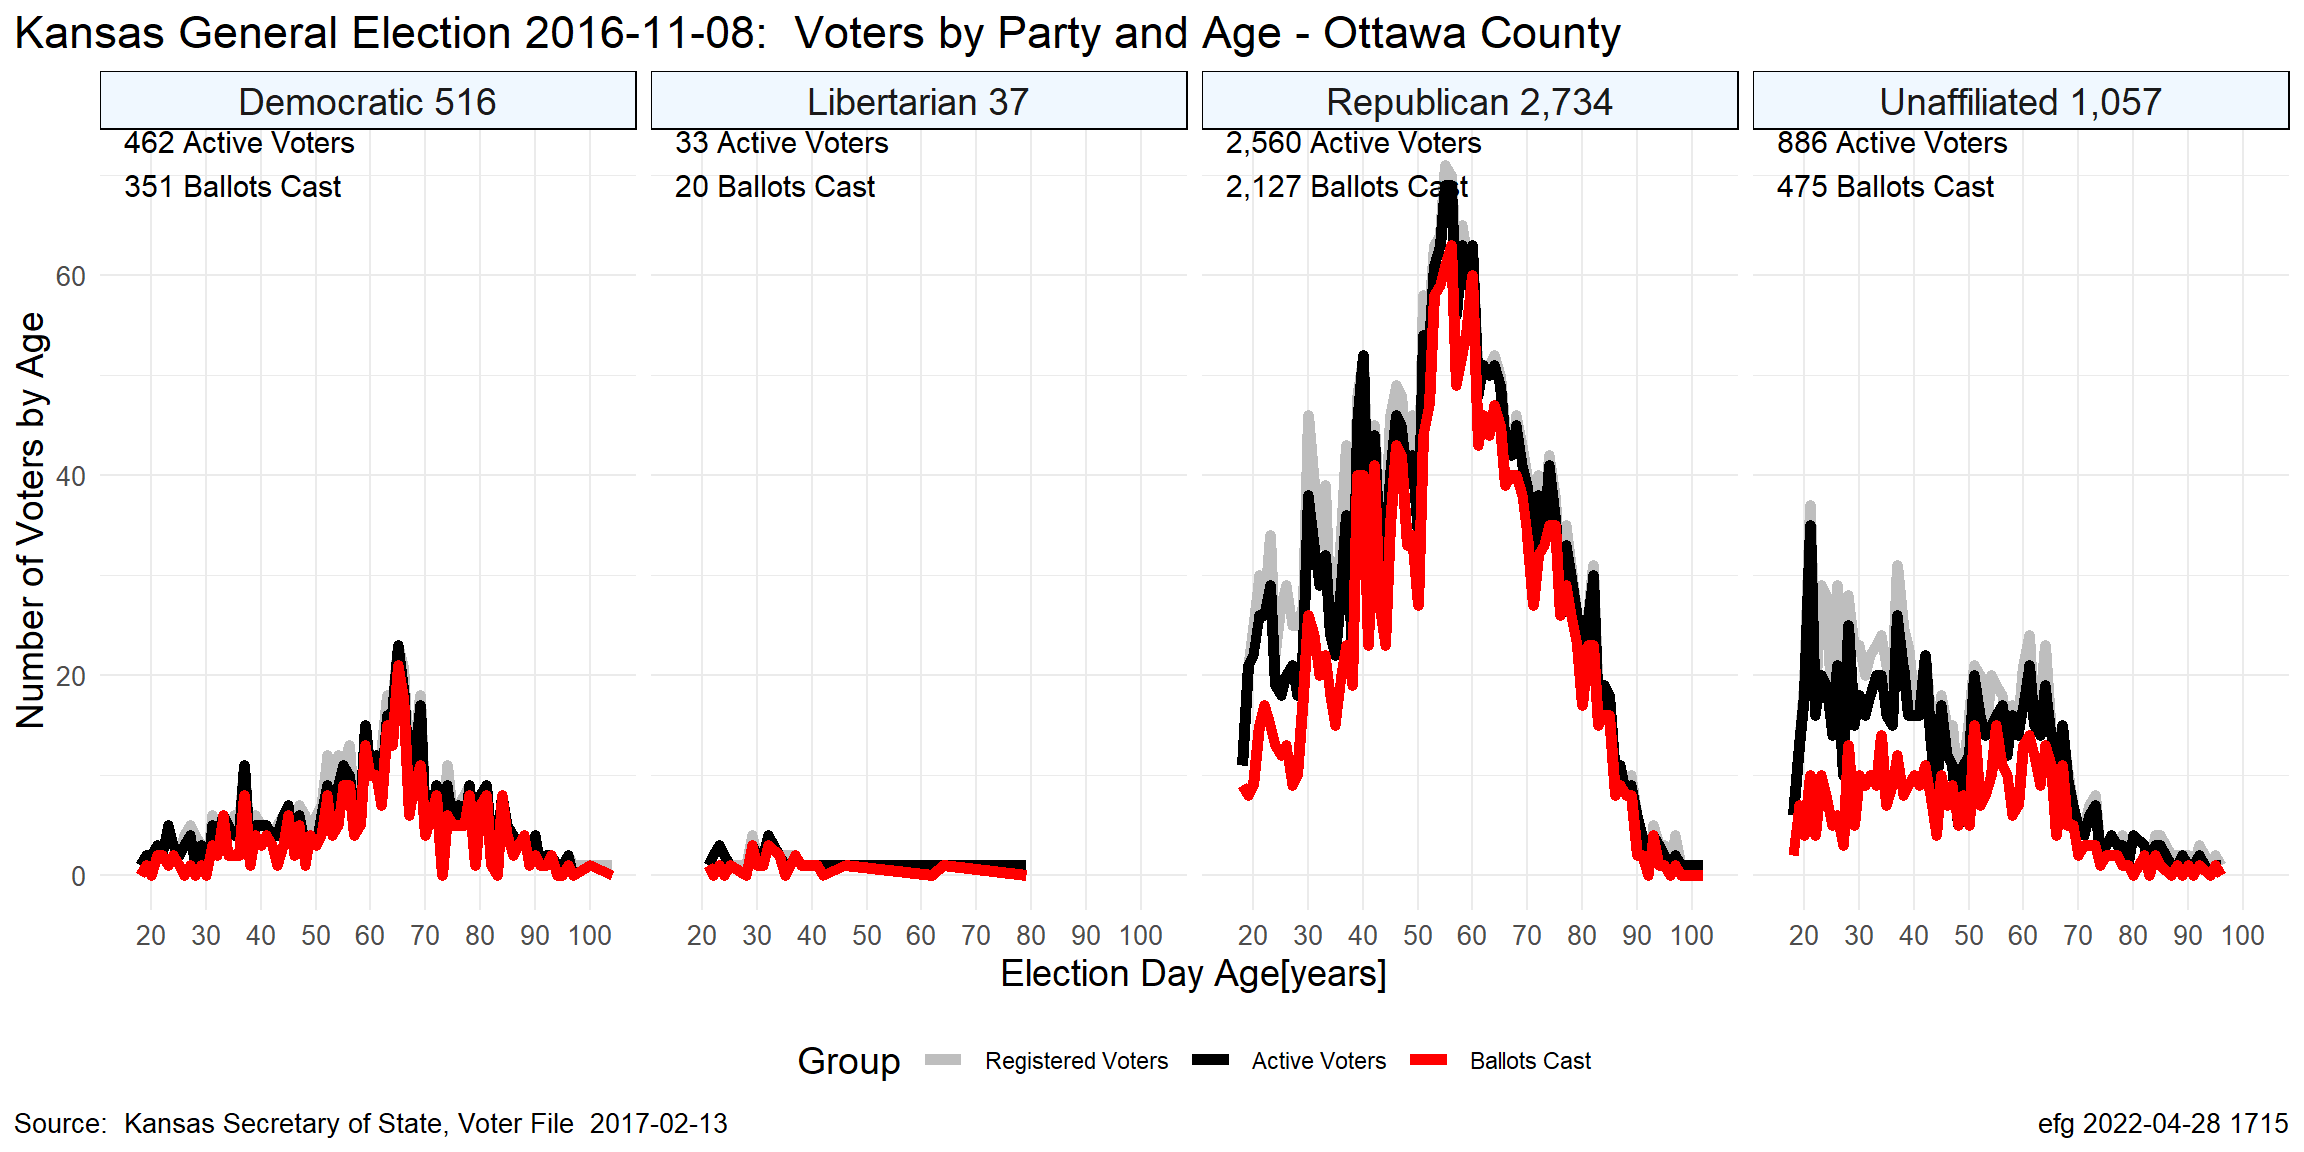 Kansas General Election 2016-11-08:  Voters by Party and Age - Ottawa County
Democratic 516
Libertarian 37
Republican 2,734
Unaffiliated 1,057
462 Active Voters
351 Ballots Cast
33 Active Voters
20 Ballots Cast
2,560 Active Voters
2,127 Ballots Cast
886 Active Voters
475 Ballots Cast
Number of Voters by Age
60
40
20
0
20 30 40 50 60 70 80 90 100
20 30 40 50 60 70 80 90 100
20 30 40 50 60 70 80 90 100
20 30 40 50 60 70 80 90 100
Election Day Age[years]
Group Registered Voters Active Voters Ballots Cast
Source:  Kansas Secretary of State, Voter File  2017-02-13
efg 2022-04-28 1715